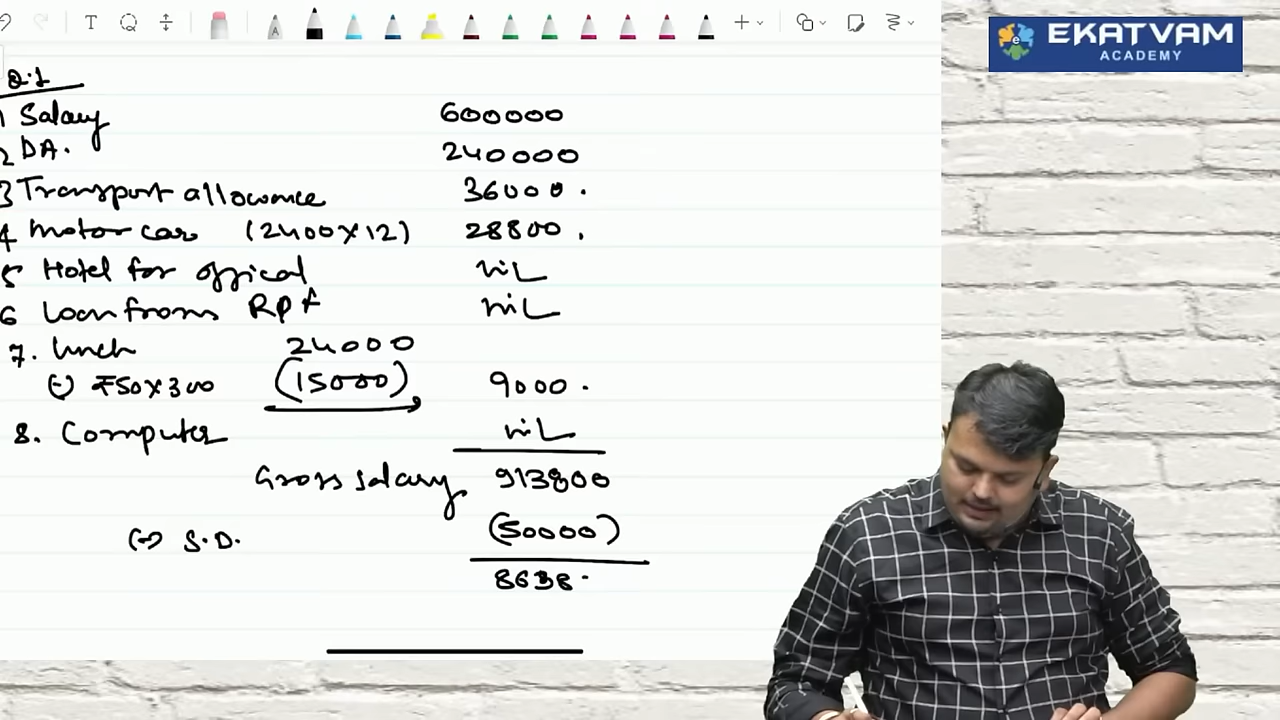 T
A
EKATVAM
ACADEMY
Q.1
1 Salary 600000
2 DA. 240000
3 Transport allowance 36000.
4 Motor car (2400X12) 28800.
5 Hotel for offical NiL
6 Loan from RPf NiL
7. Lunch 24000
(-) ₹50X300 (15000) 9000.
8. Computer NiL
Gross salary 913800
(-) S.D. (50000)
8638